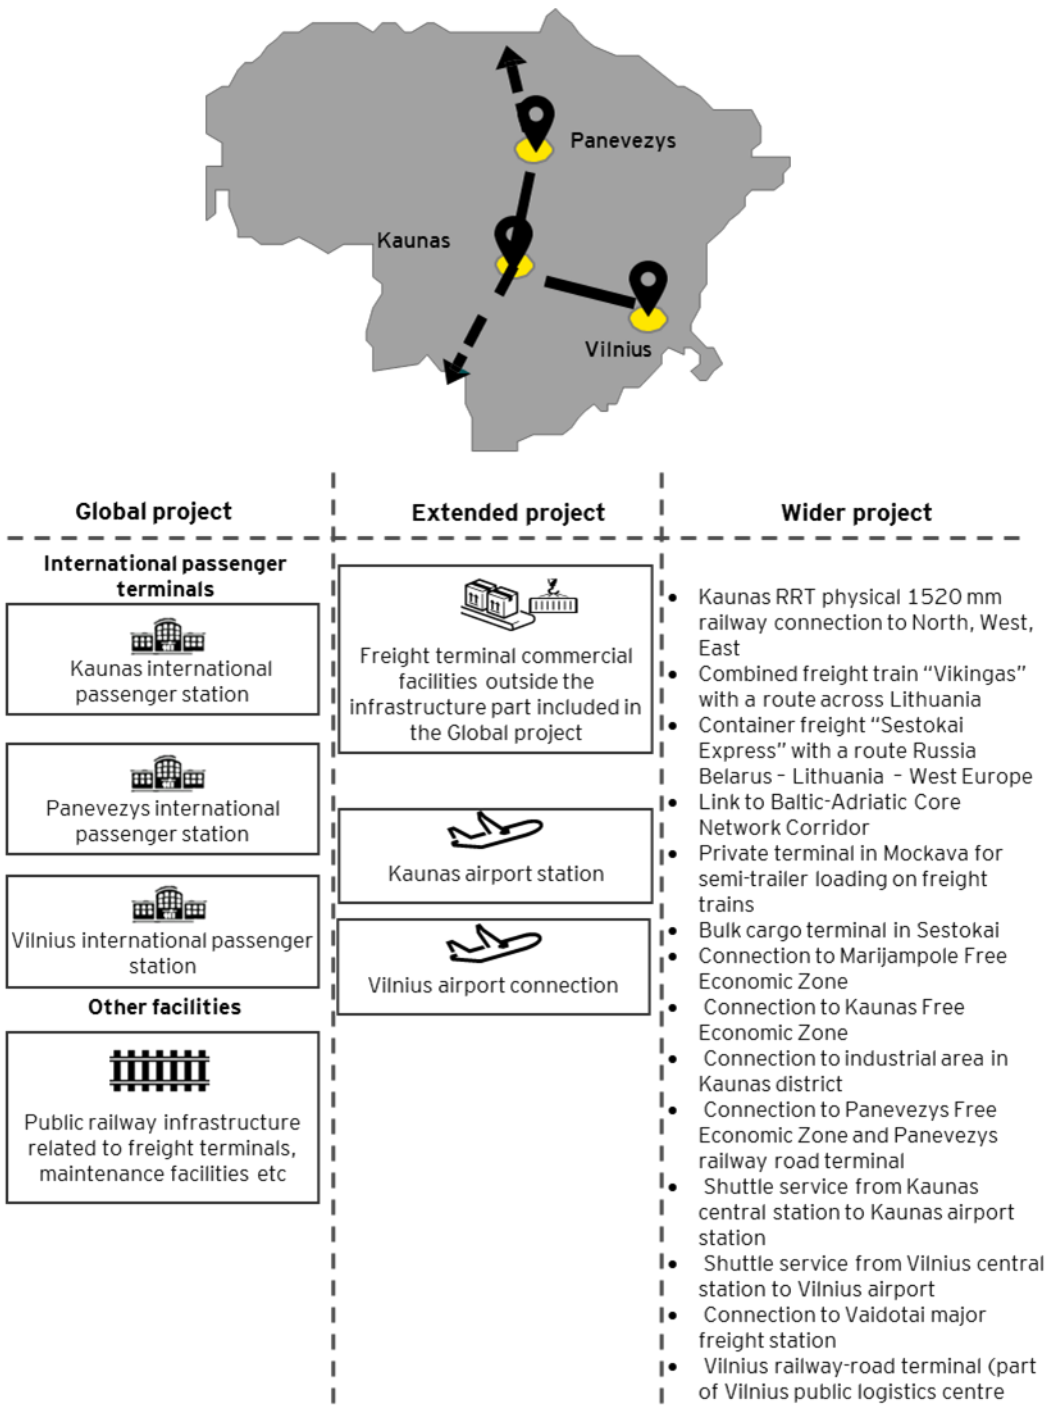 Panevezys
Kaunas
Vilnius
Global project
International passenger
terminals
Kaunas international
passenger station
Panevezys international
passenger station
Vilnius international passenger
station
Other facilities
Public railway infrastructure
related to freight terminals,
maintenance facilities etc
Extended project
Freight terminal commercial
facilities outside the
infrastructure part included in
the Global project
Kaunas airport station
Vilnius airport connection
Wider project
• Kaunas RRT physical 1520 mm
railway connection to North, West,
East
• Combined freight train “Vikingas”
with a route across Lithuania
• Container freight “Sestokai
Express” with a route Russia
Belarus – Lithuania – West Europe
• Link to Baltic-Adriatic Core
Network Corridor
• Private terminal in Mockava for
semi-trailer loading on freight
trains
• Bulk cargo terminal in Sestokai
• Connection to Marijampole Free
Economic Zone
• Connection to Kaunas Free
Economic Zone
• Connection to industrial area in
Kaunas district
• Connection to Panevezys Free
Economic Zone and Panevezys
railway road terminal
• Shuttle service from Kaunas
central station to Kaunas airport
station
• Shuttle service from Vilnius central
station to Vilnius airport
• Connection to Vaidotai major
freight station
• Vilnius railway-road terminal (part
of Vilnius public logistics centre